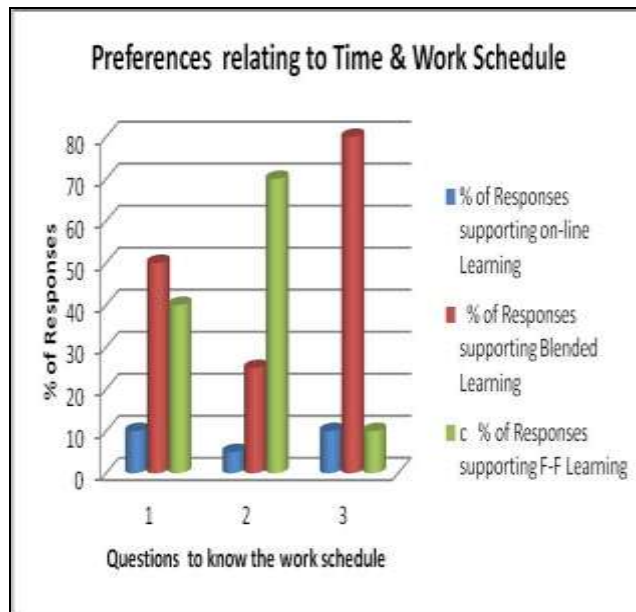 Preferences relating to Time & Work Schedule
80
70
60
50
40
30
20
10
0
% of Responses
1 2 3
Questions to know the work schedule
% of Responses
supporting on-line
Learning
% of Responses
supporting Blended
Learning
c % of Responses
supporting F-F Learning